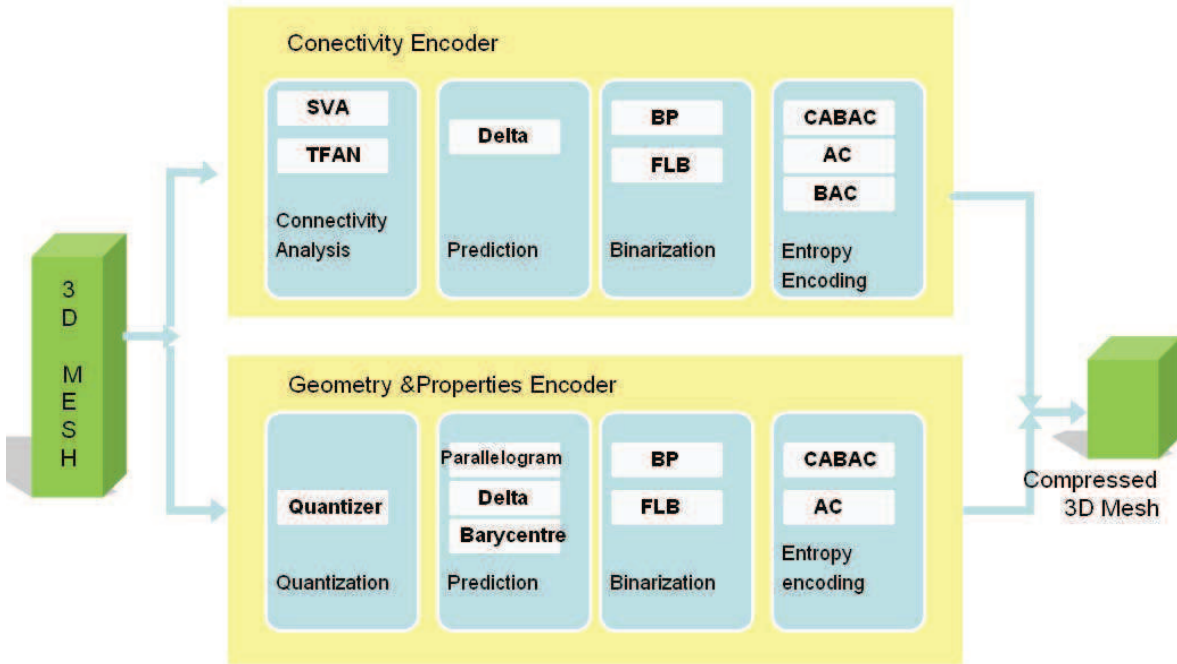 Conectivity Encoder
SVA
TFAN
Connectivity
Analysis
Delta
Prediction
BP
FLB
Binarization
CABAC
AC
BAC
Entropy
Encoding
3
D
M
E
S
H
Geometry &Properties Encoder
Quantizer
Quantization
Parallelogram
Delta
Barycentre
Prediction
BP
FLB
Binarization
CABAC
AC
Entropy
encoding
Compressed
3D Mesh